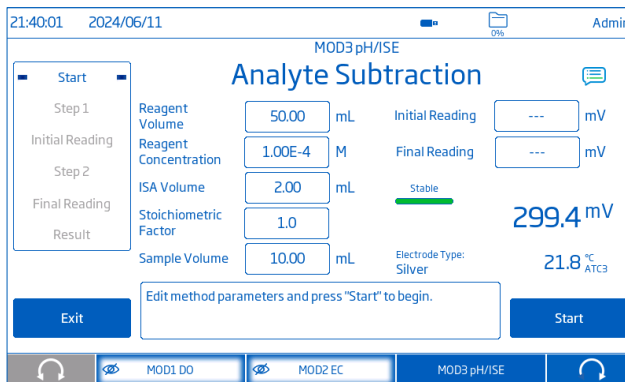 21:40:01 2024/06/11
0%
Admin
MOD3 pH/ISE
Analyte Subtraction
Start
Step 1
Initial Reading
Step 2
Final Reading
Result
Reagent Volume 50.00 mL
Reagent Concentration 1.00E-4 M
ISA Volume 2.00 mL
Stoichiometric Factor 1.0
Sample Volume 10.00 mL
Initial Reading --- mV
Final Reading --- mV
Stable
299.4 mV
Electrode Type:
Silver
21.8 °C
ATC3
Edit method parameters and press "Start" to begin.
Exit
Start
MOD1 DO
MOD2 EC
MOD3 pH/ISE